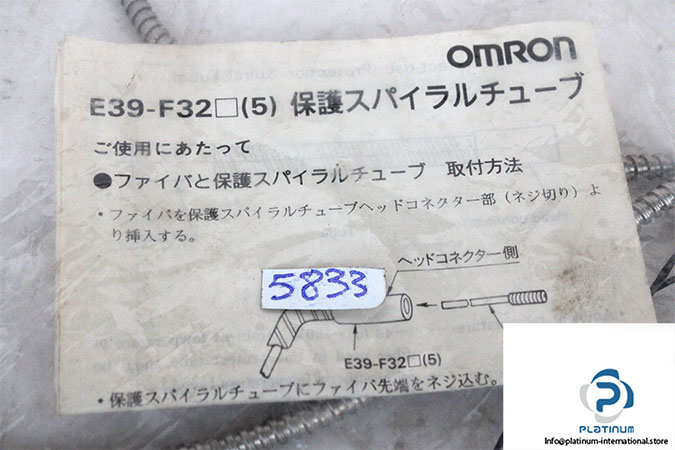 OMRON
E39-F32□(5) 保護スパイラルチューブ
ご使用にあたって
●ファイバと保護スパイラルチューブ 取付方法
・ファイバを保護スパイラルチューブヘッドコネクター部(ネジ切り)よ
り挿入する。
ヘッドコネクター側
5833
E39-F32□(5)
・保護スパイラルチューブにファイバ先端をネジ込む。
PLATINUM
info@platinum-international.store